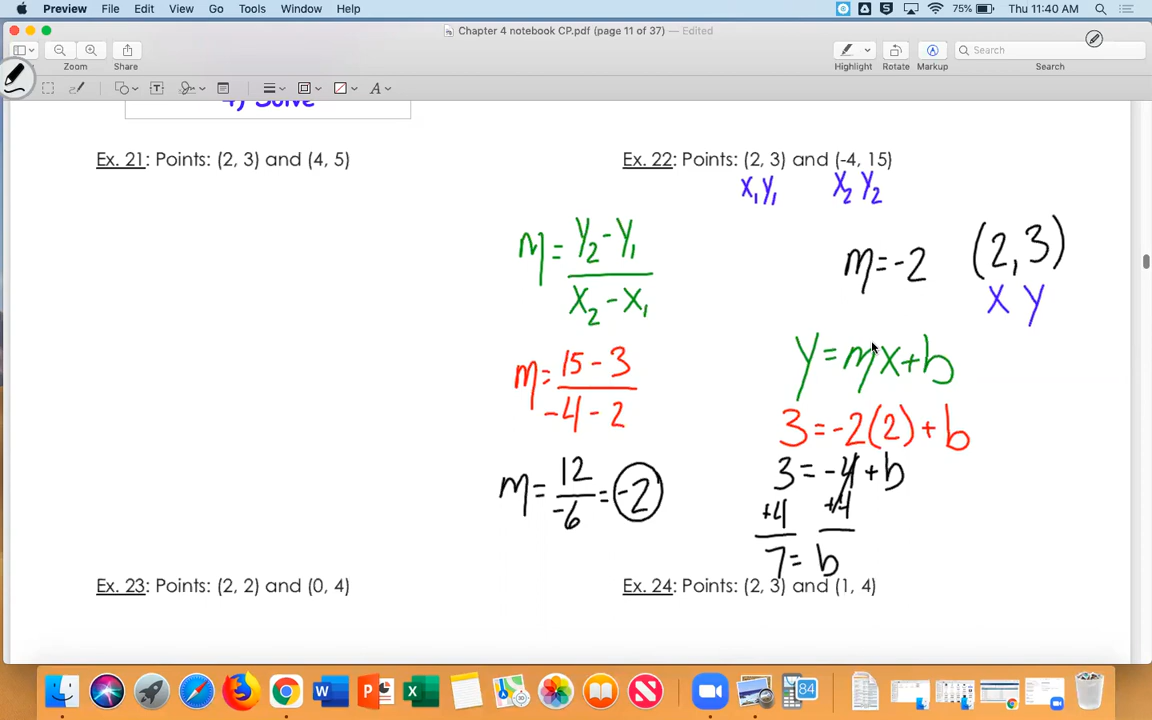 Preview File Edit View Go Tools Window Help 75% Thu 11:40 AM
Chapter 4 notebook CP.pdf (page 11 of 37) — Edited
Search
Zoom Share Highlight Rotate Markup Search
4) Solve
Ex. 21: Points: (2, 3) and (4, 5)
Ex. 22: Points: (2, 3) and (-4, 15)
X₁ Y₁ X₂ Y₂
m = Y₂ - Y₁ / X₂ - X₁
m = 15 - 3 / -4 - 2
m = 12 / -6 = -2
m = -2 (2, 3)
X Y
y = mx + b
3 = -2(2) + b
3 = -4 + b
+4 +4
7 = b
Ex. 23: Points: (2, 2) and (0, 4)
Ex. 24: Points: (2, 3) and (1, 4)
84